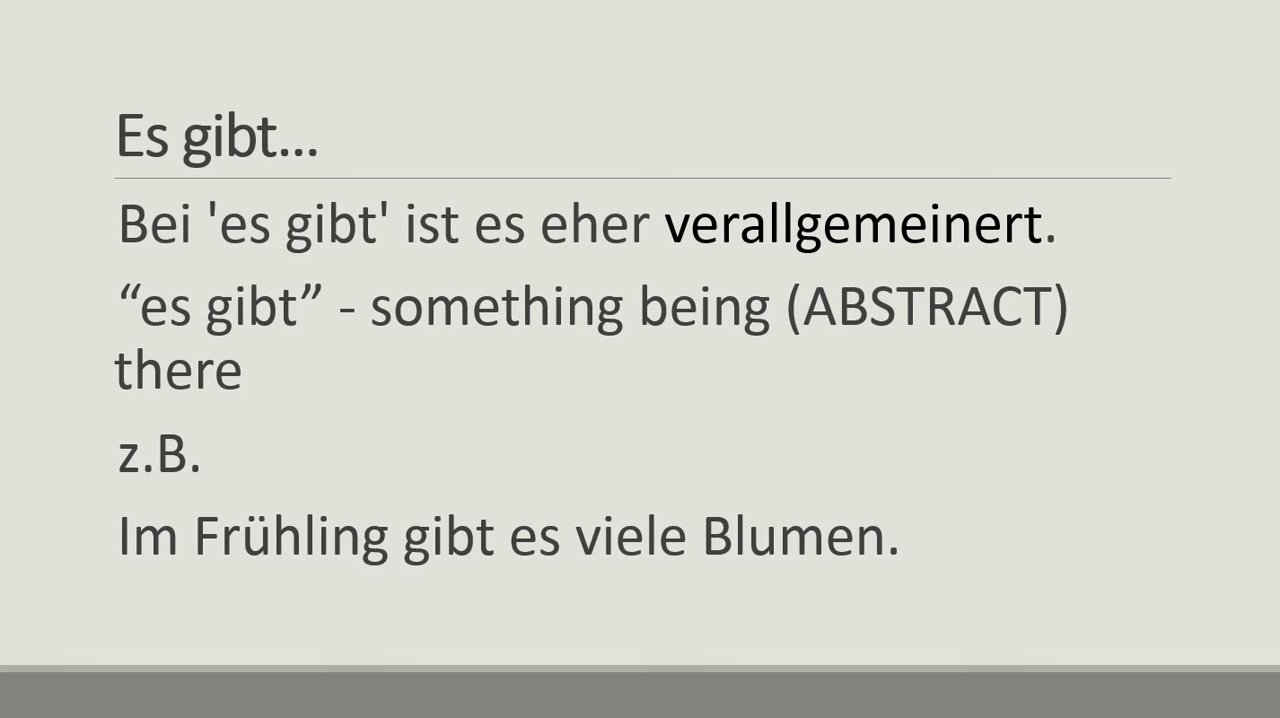 Es gibt...
Bei 'es gibt' ist es eher verallgemeinert.
“es gibt” - something being (ABSTRACT)
there
z.B.
Im Frühling gibt es viele Blumen.